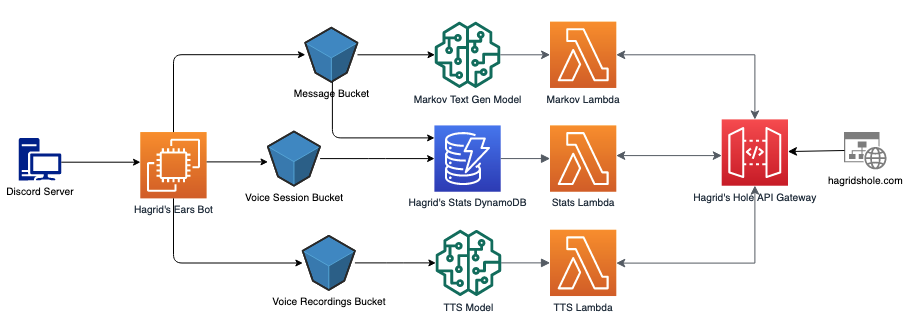 Message Bucket
Markov Text Gen Model
Markov Lambda
Discord Server
Hagrid's Ears Bot
Voice Session Bucket
Hagrid's Stats DynamoDB
Stats Lambda
Hagrid's Hole API Gateway
hagridshole.com
Voice Recordings Bucket
TTS Model
TTS Lambda